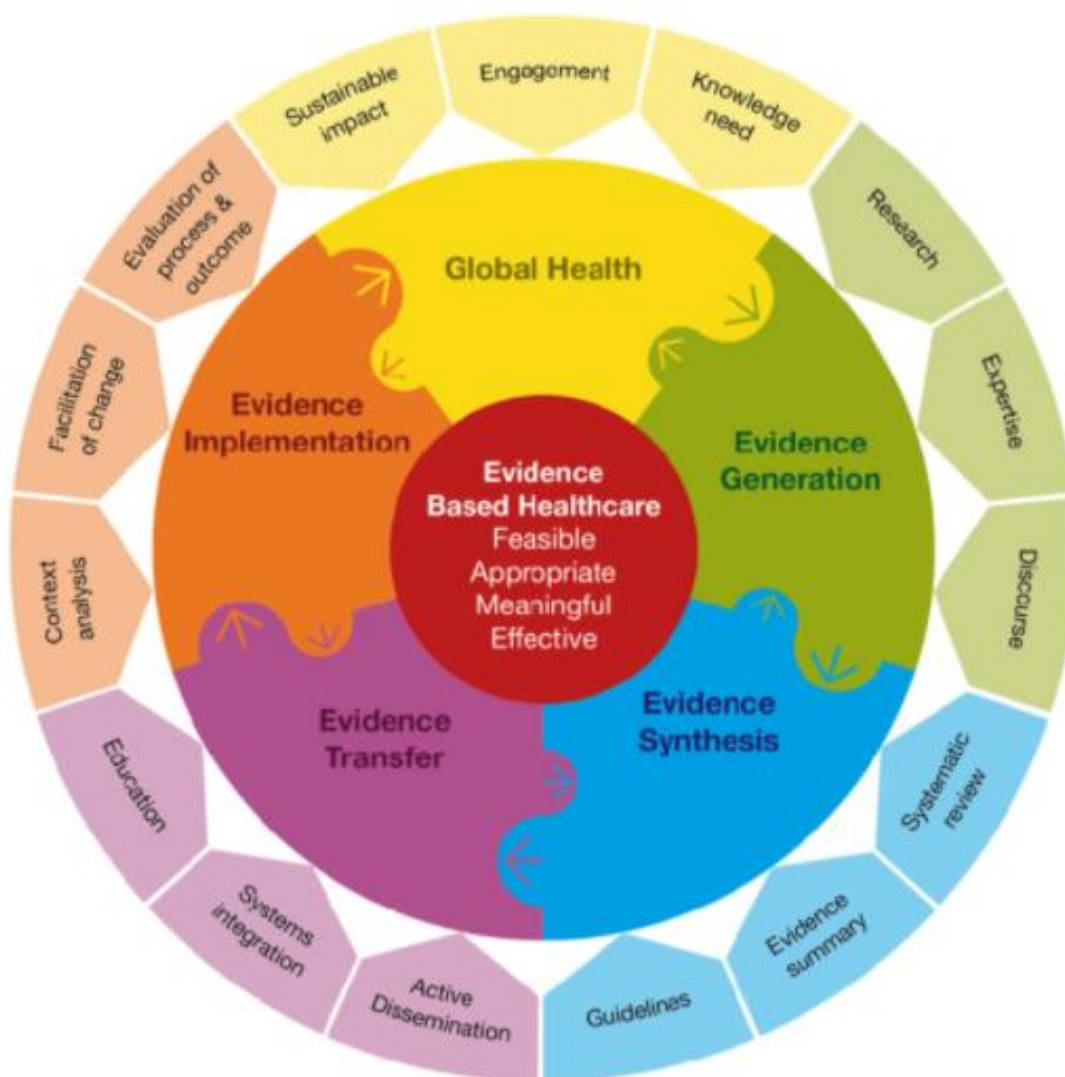 Sustainable
impact
Engagement
Knowledge
need
Research
Expertise
Discourse
Systematic
review
Evidence
summary
Guidelines
Active
Dissemination
Systems
integration
Education
Context
analysis
Facilitation
of change
Evaluation of
process &
outcome
Global Health
Evidence
Generation
Evidence
Synthesis
Evidence
Transfer
Evidence
Implementation
Evidence
Based Healthcare
Feasible
Appropriate
Meaningful
Effective